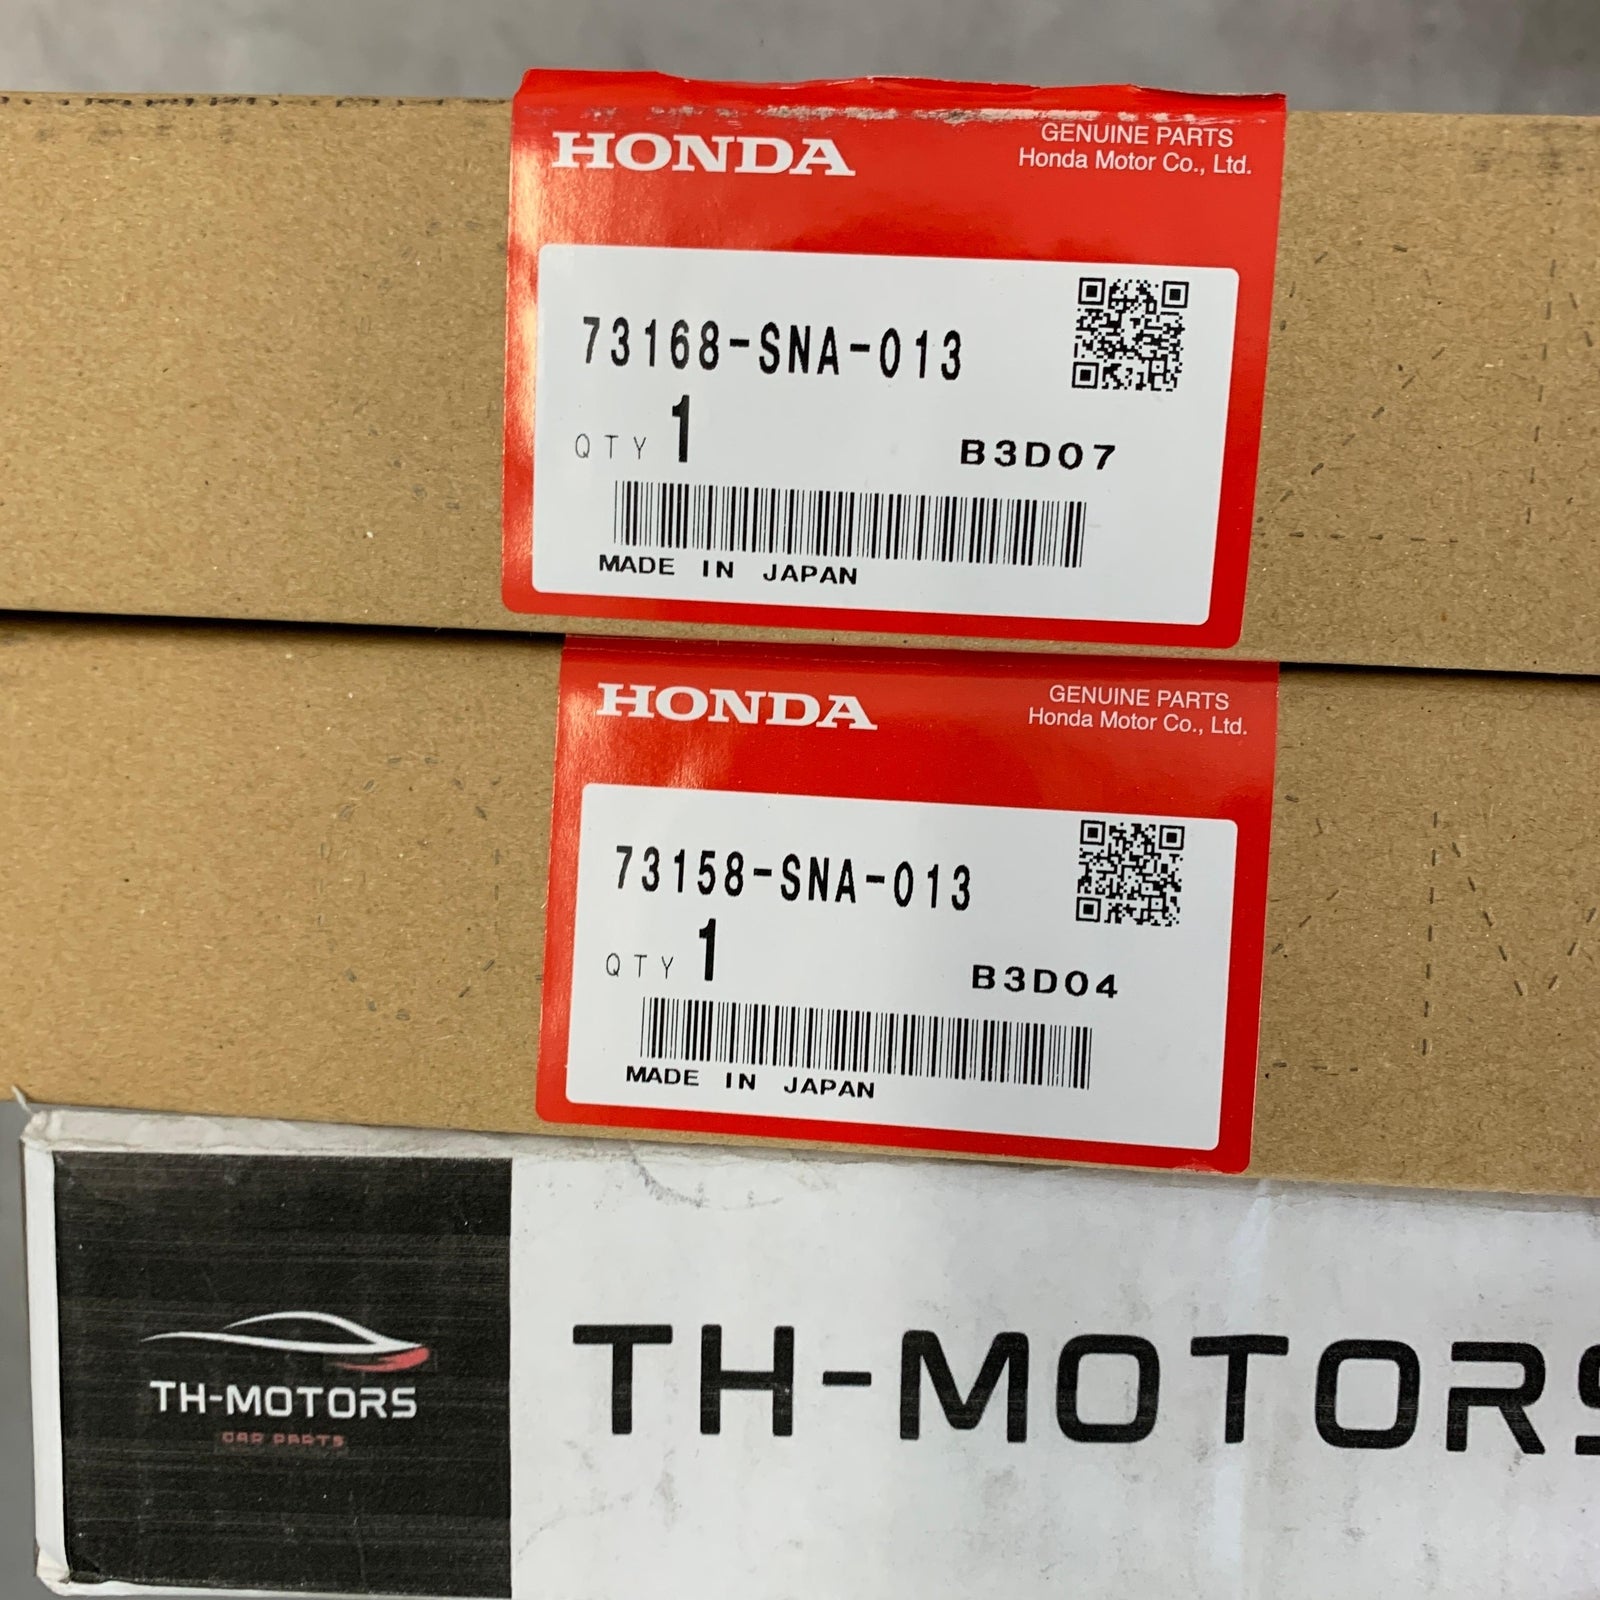 HONDA
GENUINE PARTS
Honda Motor Co., Ltd.
73168-SNA-013
QTY 1
B3D07
MADE IN JAPAN
HONDA
GENUINE PARTS
Honda Motor Co., Ltd.
73158-SNA-013
QTY 1
B3D04
MADE IN JAPAN
TH-MOTORS
CAR PARTS
TH-MOTORS